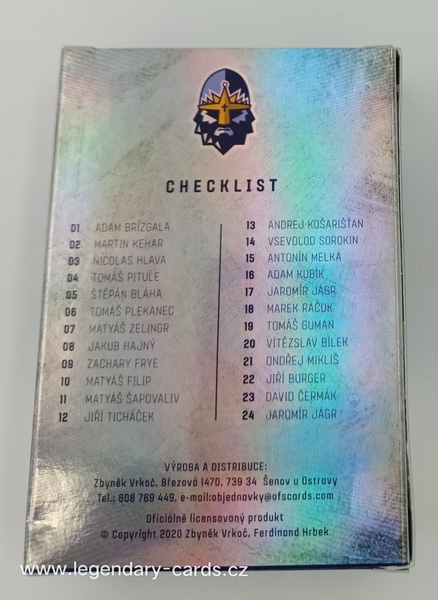 CHECKLIST
01 ADAM BRÍZGALA
02 MARTIN KEHAR
03 NICOLAS HLAVA
04 TOMÁŠ PITULE
05 ŠTĚPÁN BLÁHA
06 TOMÁŠ PLEKANEC
07 MATYÁŠ ZELINGR
08 JAKUB HAJNÝ
09 ZACHARY FRYE
10 MATYÁŠ FILIP
11 MATYÁŠ ŠAPOVALIV
12 JIŘÍ TICHÁČEK
13 ANDREJ KOŠARIŠŤAN
14 VSEVOLOD SOROKIN
15 ANTONÍN MELKA
16 ADAM KUBÍK
17 JAROMÍR JÁGR
18 MAREK RAČUK
19 TOMÁŠ GUMAN
20 VÍTĚZSLAV BÍLEK
21 ONDŘEJ MIKLIŠ
22 JIŘÍ BURGER
23 DAVID ČERMÁK
24 JAROMÍR JÁGR
VÝROBA A DISTRIBUCE:
Zbyněk Vrkoč, Březová 1470, 739 34 Šenov u Ostravy
Tel.: 608 769 449, e-mail:objednavky@ofscards.com
Oficiálně licensovaný produkt
© Copyright 2020 Zbyněk Vrkoč, Ferdinand Hrbek
www.legendary-cards.cz